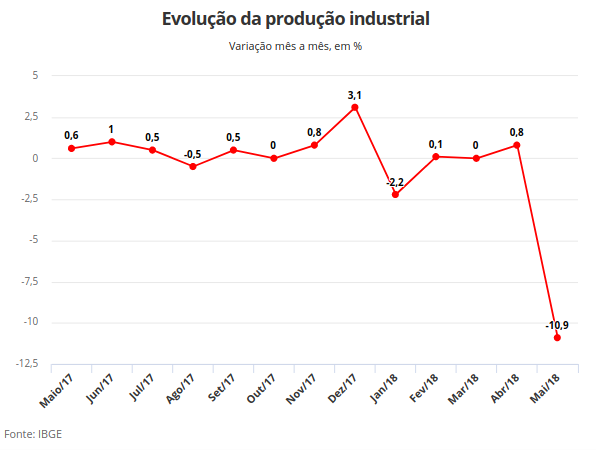 Evolução da produção industrial
Variação mês a mês, em %
5
2,5
0
-2,5
-5
-7,5
-10
-12,5
0,6
1
0,5
-0,5
0,5
0
0,8
3,1
-2,2
0,1
0
0,8
-10,9
Maio/17
Jun/17
Jul/17
Ago/17
Set/17
Out/17
Nov/17
Dez/17
Jan/18
Fev/18
Mar/18
Abr/18
Mai/18
Fonte: IBGE